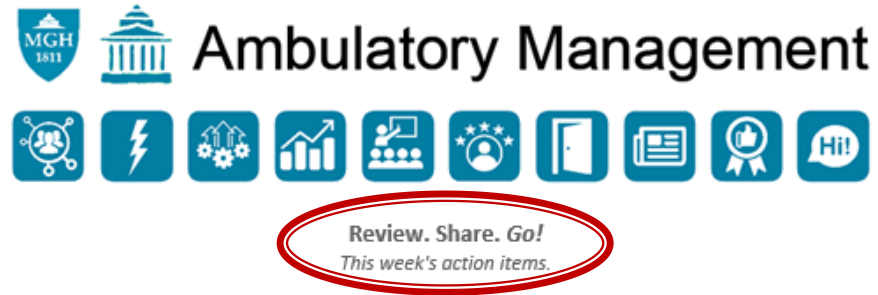 MGH
1811
Ambulatory Management
Hi!
Review. Share. Go!
This week's action items.